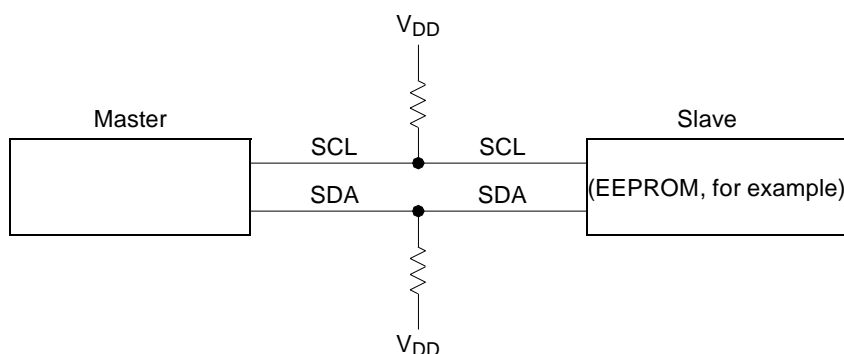 VDD
Master
Slave
SCL
SCL
SDA
SDA
(EEPROM, for example)
VDD